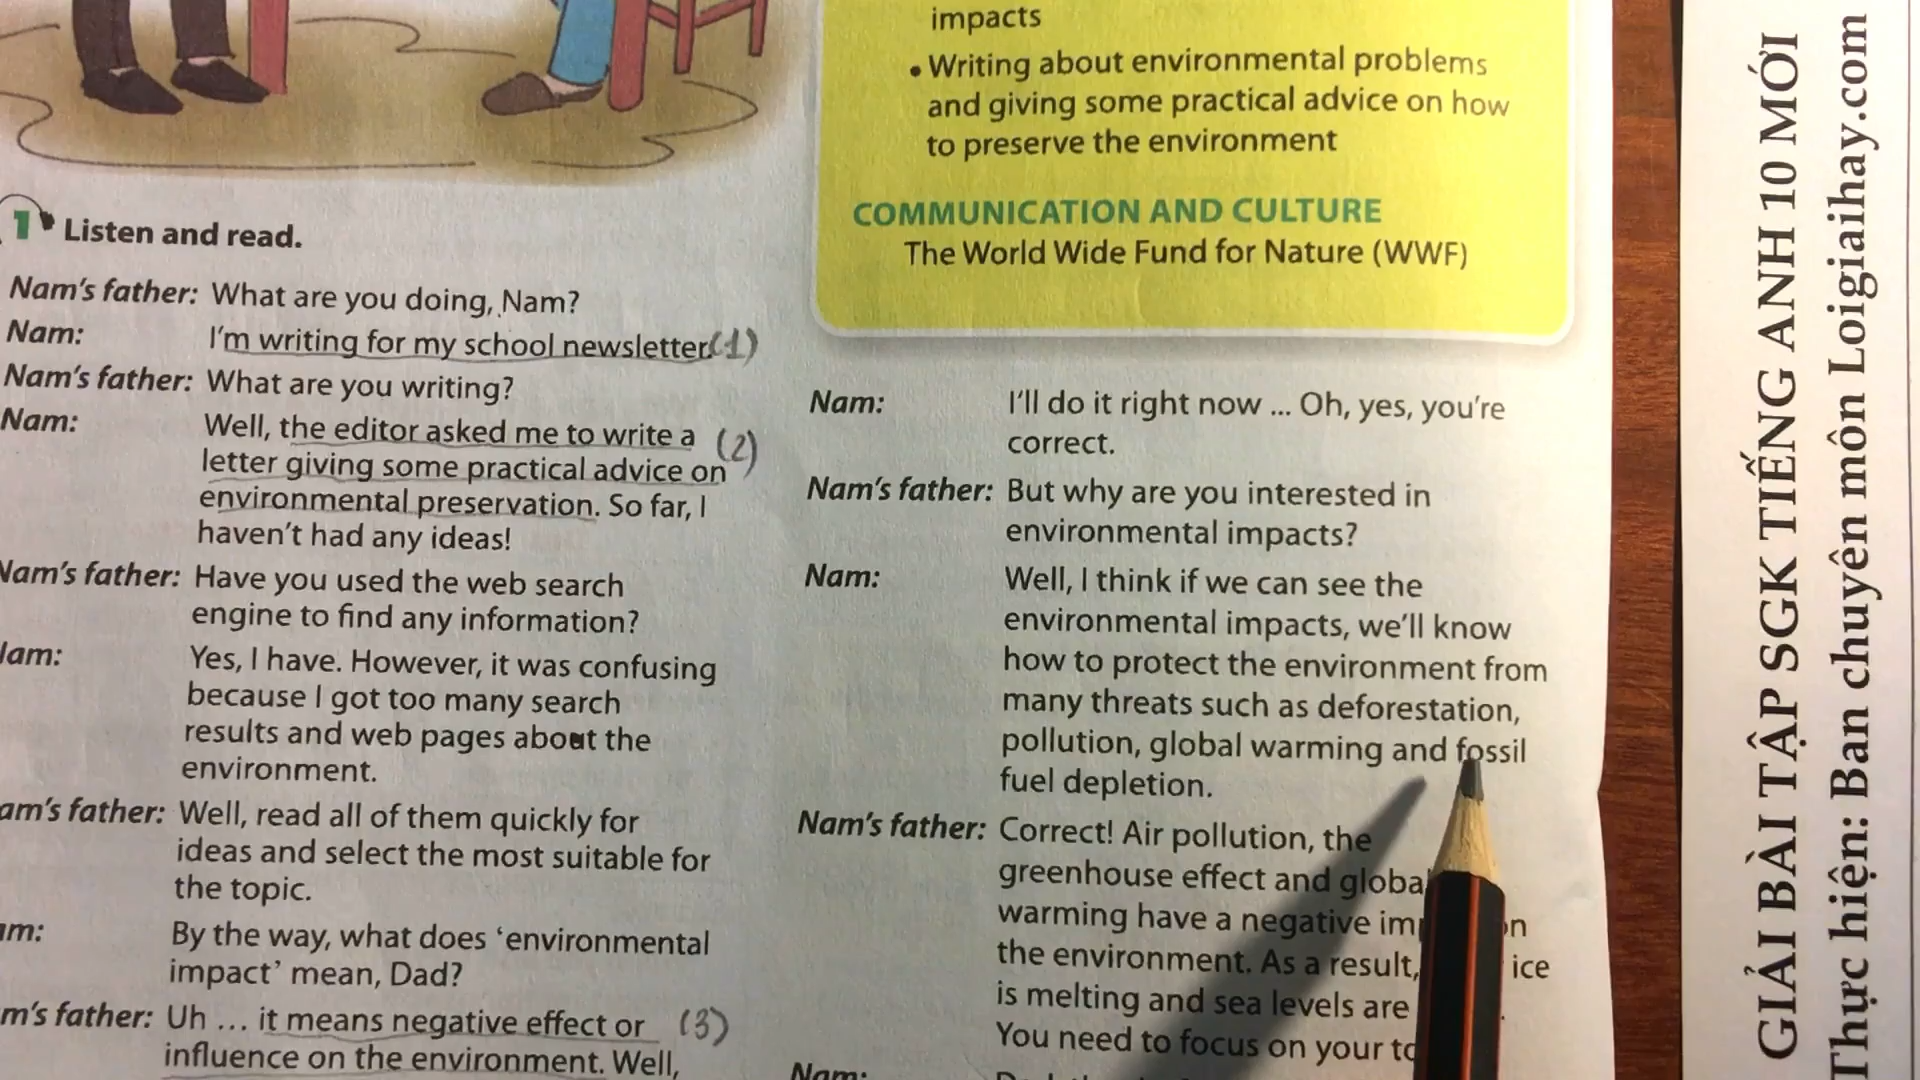 impacts
• Writing about environmental problems
and giving some practical advice on how
to preserve the environment
COMMUNICATION AND CULTURE
The World Wide Fund for Nature (WWF)
1 Listen and read.
Nam's father: What are you doing, Nam?
Nam: I'm writing for my school newsletter. (1)
Nam's father: What are you writing?
Nam: Well, the editor asked me to write a (2)
letter giving some practical advice on
environmental preservation. So far, I
haven't had any ideas!
Nam's father: Have you used the web search
engine to find any information?
Nam: Yes, I have. However, it was confusing
because I got too many search
results and web pages about the
environment.
am's father: Well, read all of them quickly for
ideas and select the most suitable for
the topic.
am: By the way, what does ‘environmental
impact’ mean, Dad?
m's father: Uh ... it means negative effect or (3)
influence on the environment. Well,
Nam: I'll do it right now ... Oh, yes, you're
correct.
Nam's father: But why are you interested in
environmental impacts?
Nam: Well, I think if we can see the
environmental impacts, we'll know
how to protect the environment from
many threats such as deforestation,
pollution, global warming and fossil
fuel depletion.
Nam's father: Correct! Air pollution, the
greenhouse effect and global
warming have a negative on
the environment. As a result, ice
is melting and sea levels are
You need to focus on your
Nam:
GIẢI BÀI TẬP SGK TIẾNG ANH 10 MỚI
Thực hiện: Ban chuyên môn Loigiaihay.com